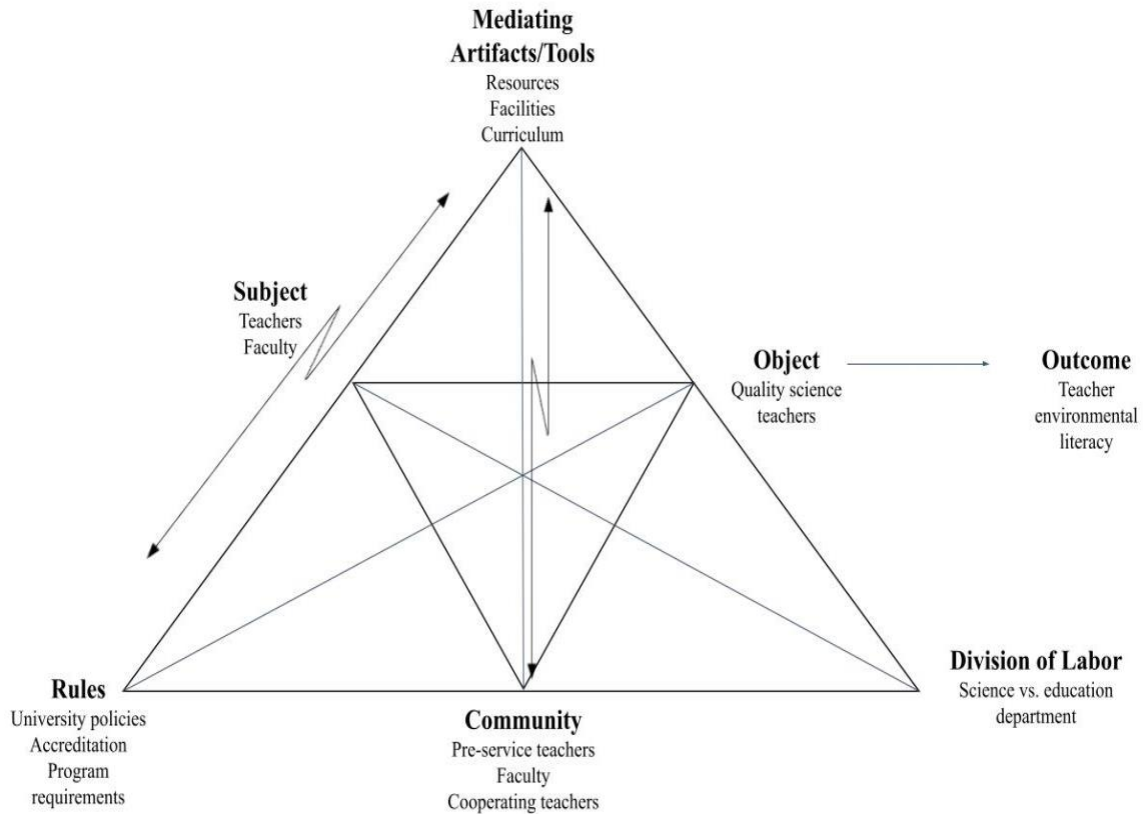 Mediating
Artifacts/Tools
Resources
Facilities
Curriculum
Subject
Teachers
Faculty
Object
Quality science
teachers
Outcome
Teacher
environmental
literacy
Rules
University policies
Accreditation
Program
requirements
Community
Pre-service teachers
Faculty
Cooperating teachers
Division of Labor
Science vs. education
department